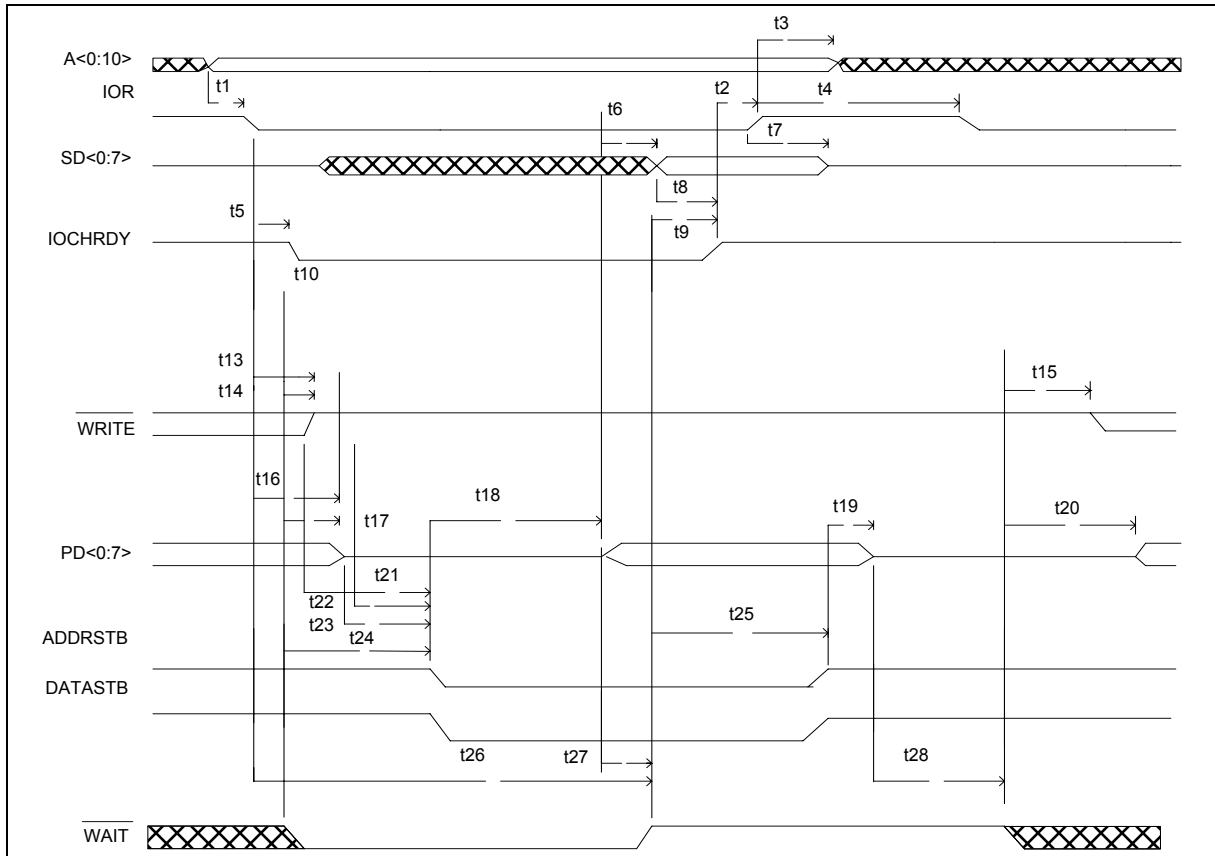 t3
A<0:10>
t1
t2
t4
IOR
t6
t7
SD<0:7>
t8
t5
t9
IOCHRDY
t10
t13
t15
t14
WRITE
t16
t18
t19
t20
t17
PD<0:7>
t21
t22
t23
t25
t24
ADDRSTB
DATASTB
t26
t27
t28
WAIT